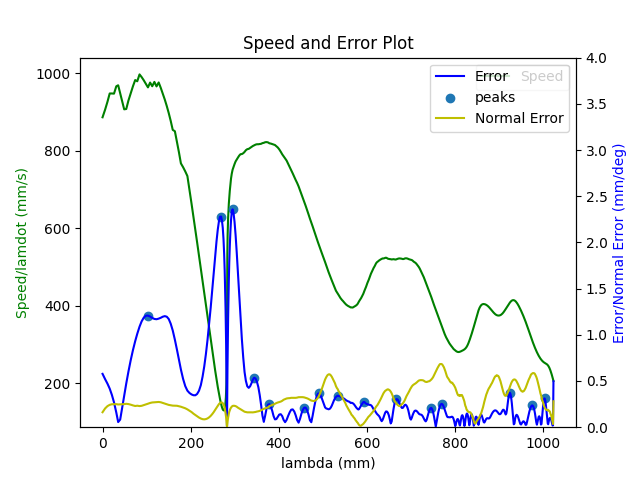 Speed and Error Plot
Speed/lamdot (mm/s)
1000
800
600
400
200
Error
peaks
Normal Error
Speed
4.0
3.5
3.0
2.5
2.0
1.5
1.0
0.5
0.0
Error/Normal Error (mm/deg)
0 200 400 600 800 1000
lambda (mm)